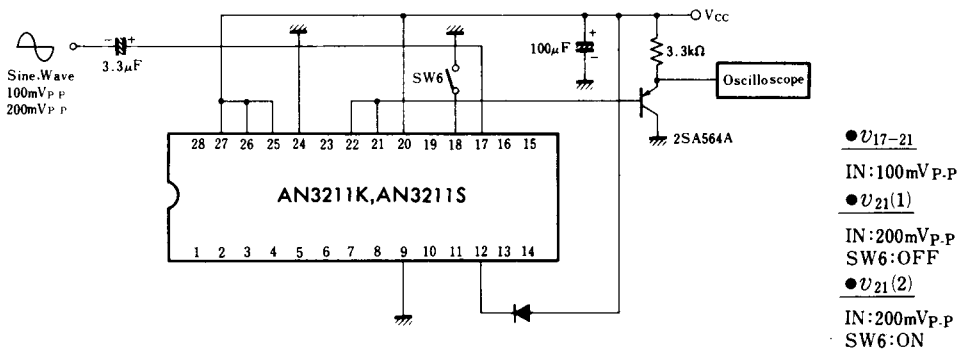 VCC
3.3µF
Sine.Wave
100mVP-P
200mVP-P
SW6
100µF
3.3kΩ
Oscilloscope
2SA564A
28 27 26 25 24 23 22 21 20 19 18 17 16 15
AN3211K,AN3211S
1 2 3 4 5 6 7 8 9 10 11 12 13 14
●v17-21
IN:100mVP-P
●v21(1)
IN:200mVP-P
SW6:OFF
●v21(2)
IN:200mVP-P
SW6:ON